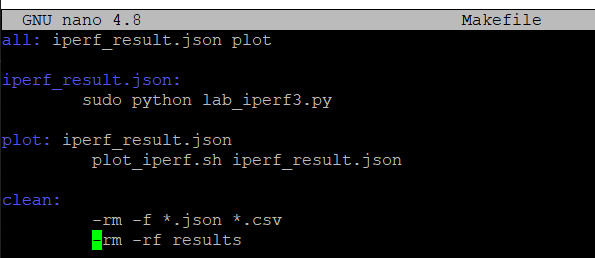 GNU nano 4.8 Makefile
all: iperf_result.json plot
iperf_result.json:
sudo python lab_iperf3.py
plot: iperf_result.json
plot_iperf.sh iperf_result.json
clean:
-rm -f *.json *.csv
-rm -rf results